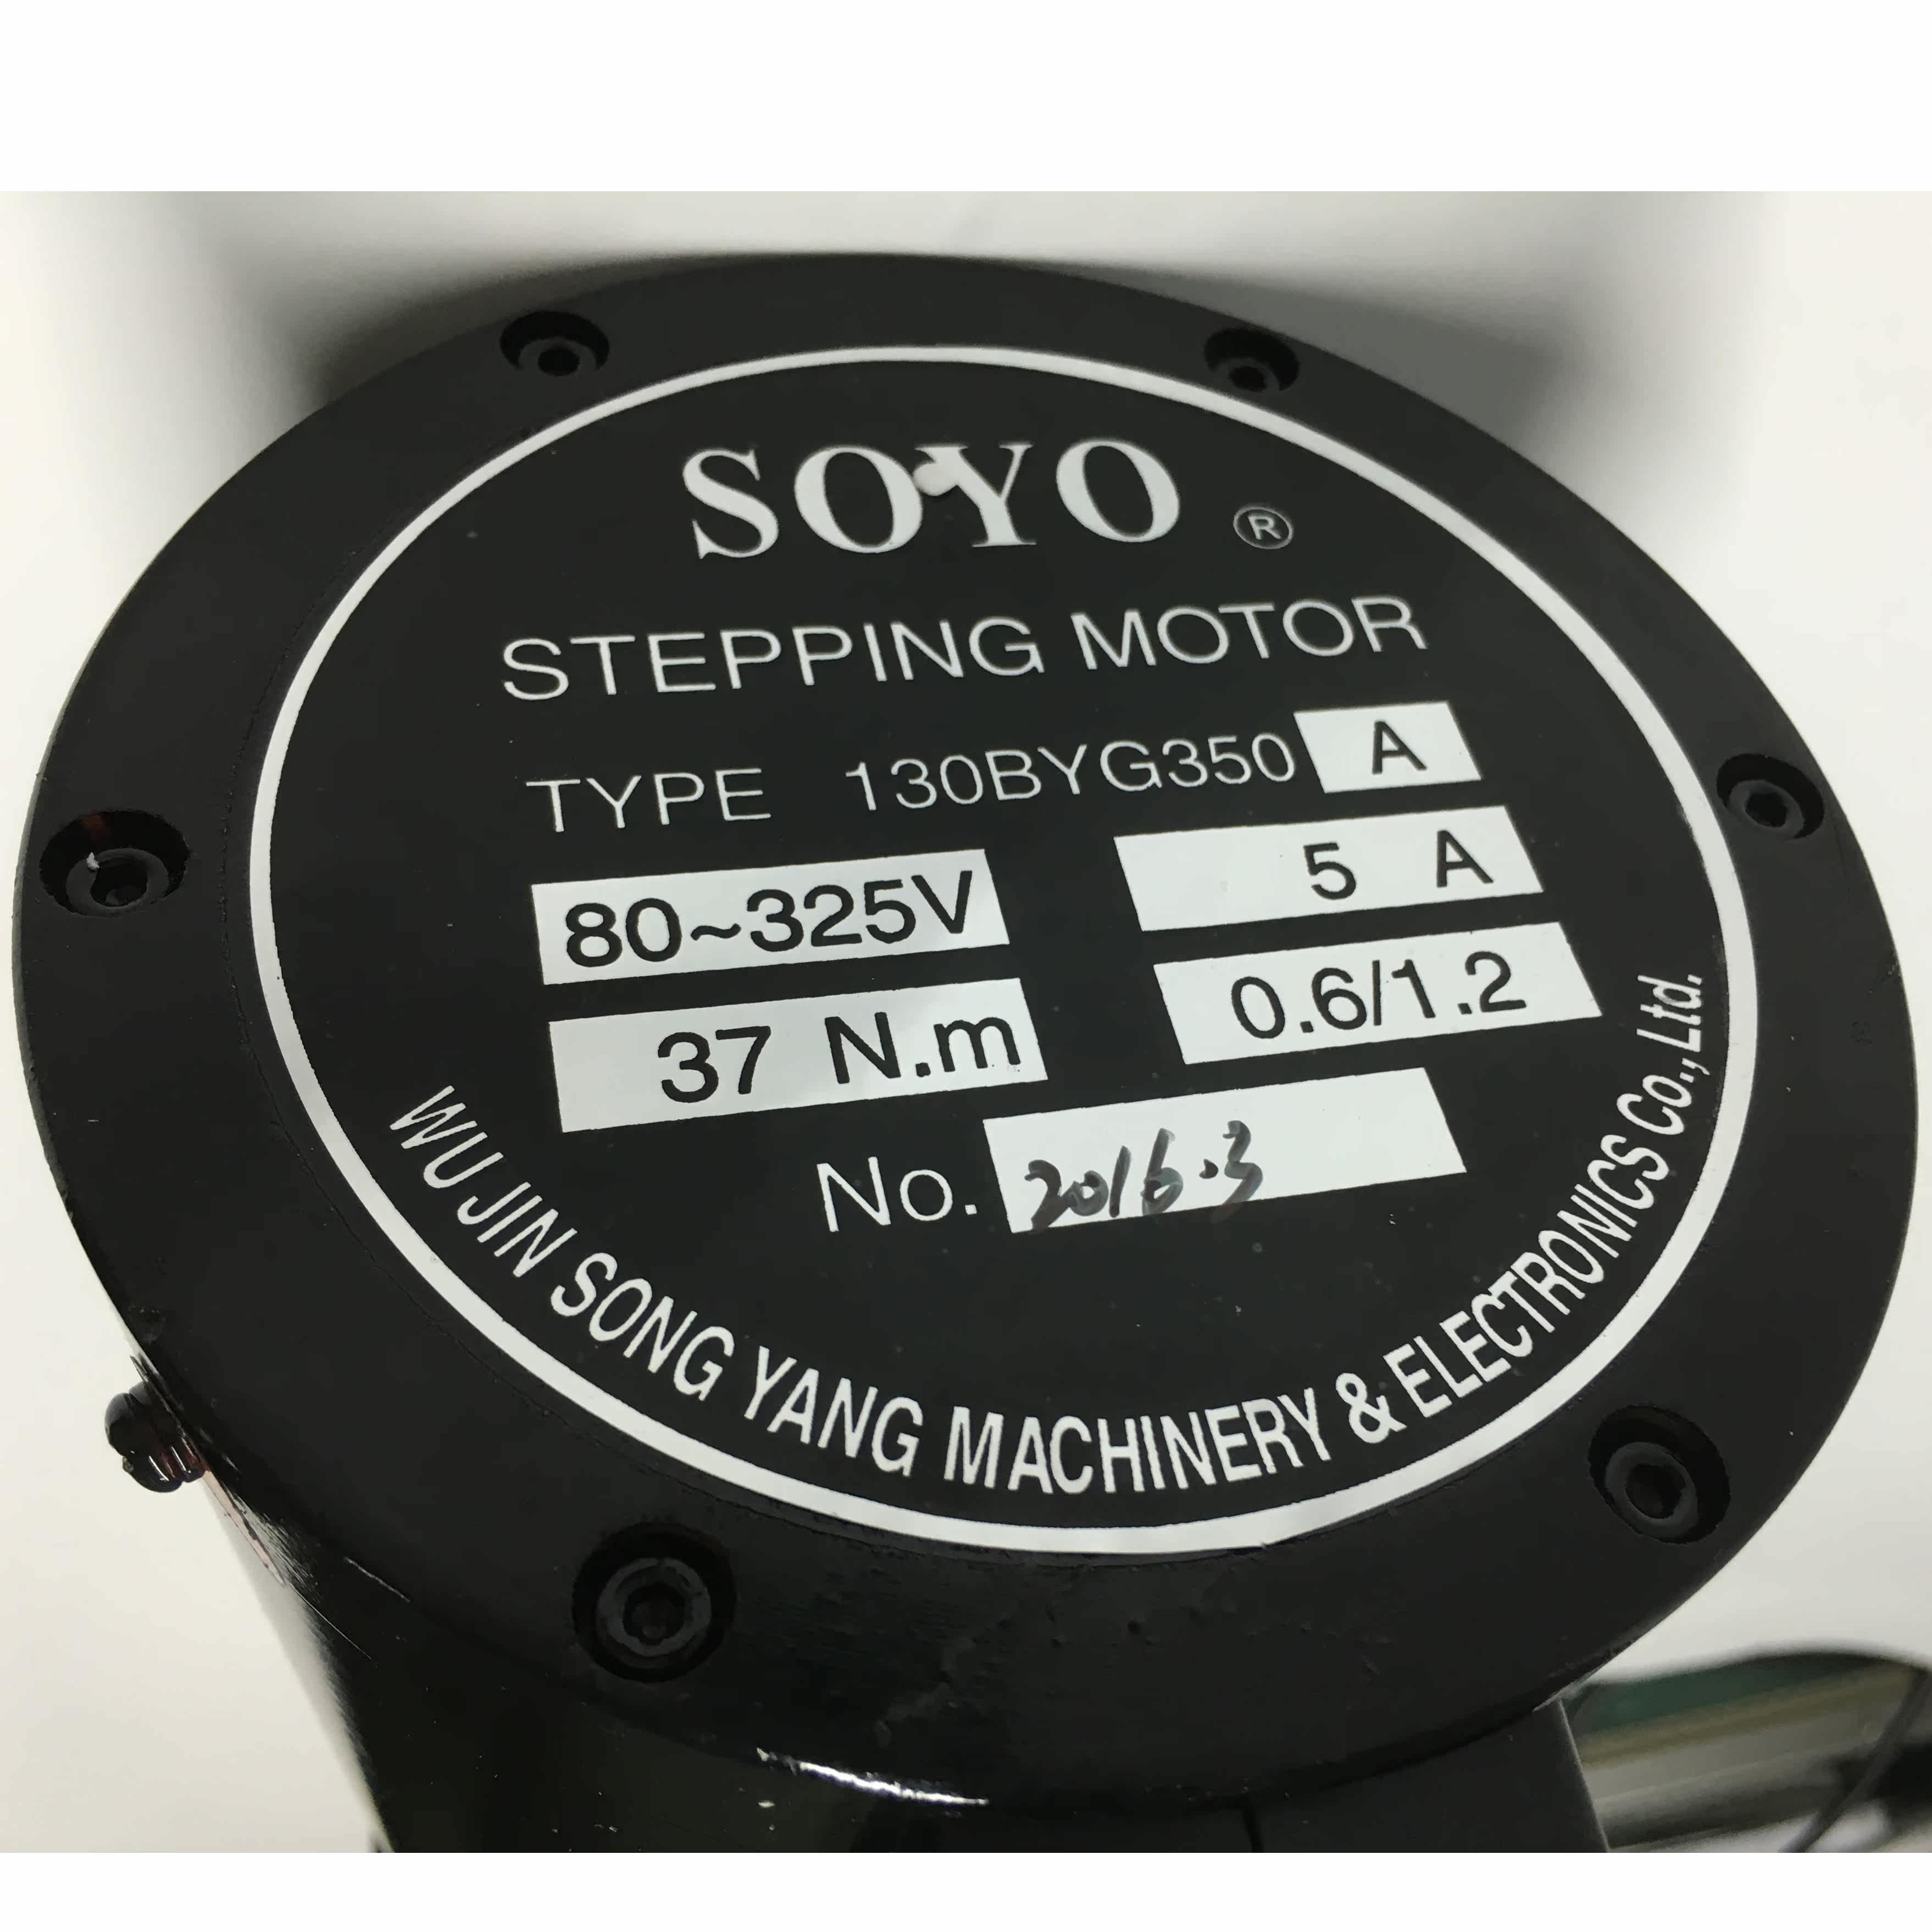 SOYO ®
STEPPING MOTOR
TYPE 130BYG350 A
80~325V 5 A
37 N.m 0.6/1.2
No. 2016.3
WU JIN SONG YANG MACHINERY & ELECTRONICS Co.,Ltd.